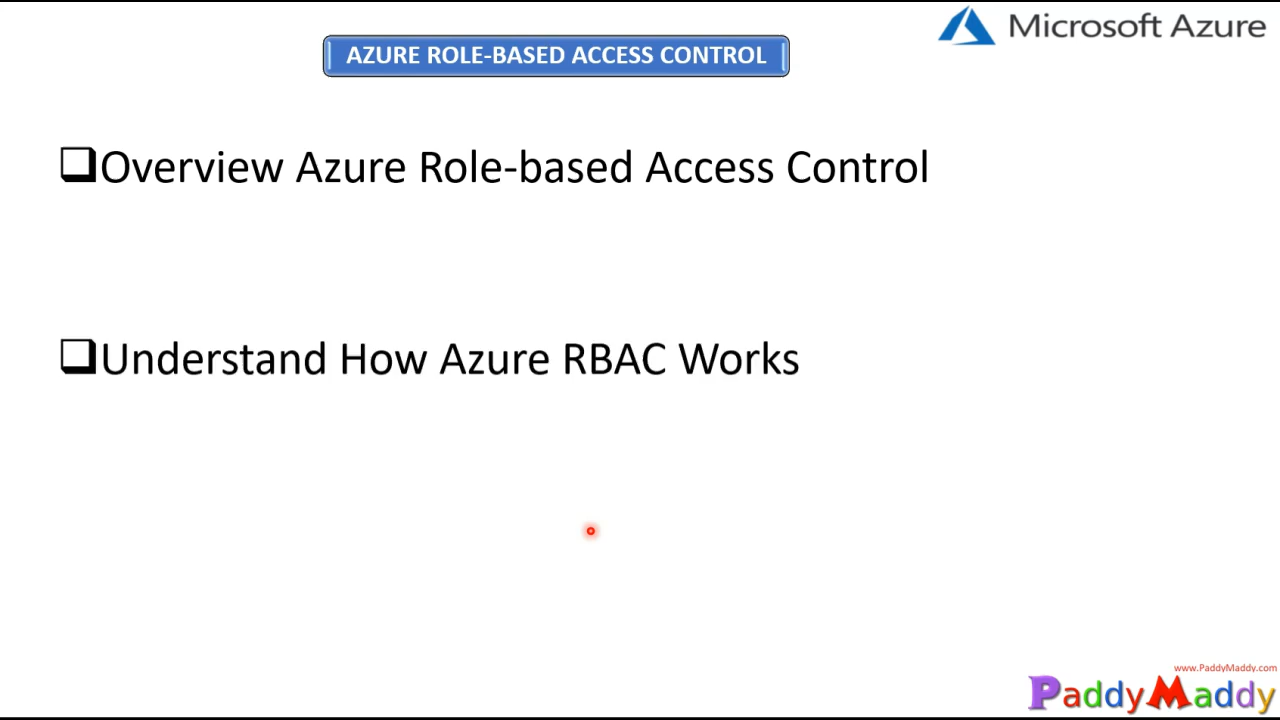 Microsoft Azure
AZURE ROLE-BASED ACCESS CONTROL
Overview Azure Role-based Access Control
Understand How Azure RBAC Works
www.PaddyMaddy.com
PaddyMaddy